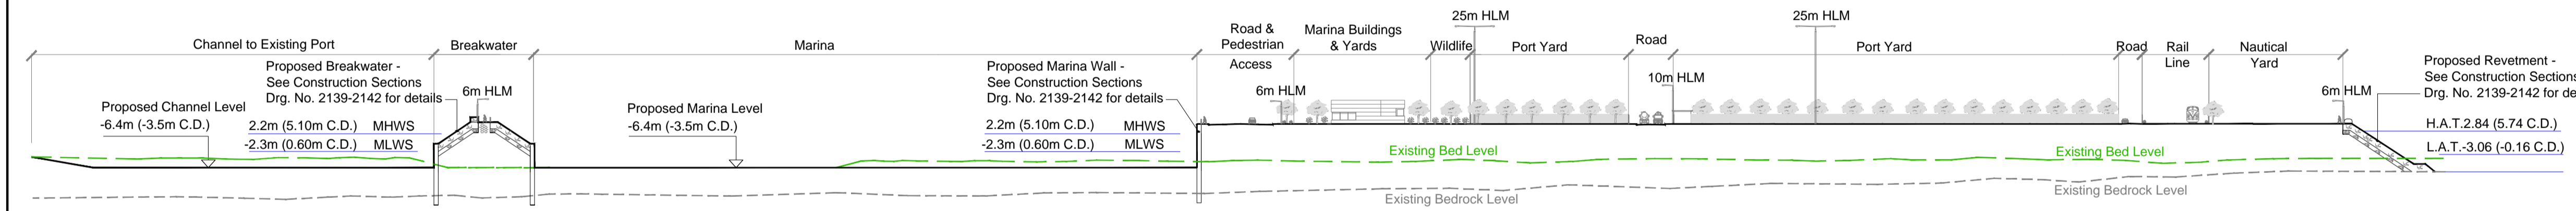 Channel to Existing Port
Breakwater
Marina
Road &
Pedestrian
Access
Marina Buildings
& Yards
Wildlife
25m HLM
Port Yard
Road
25m HLM
Port Yard
Road
Rail
Line
Nautical
Yard
Proposed Breakwater -
See Construction Sections
Drg. No. 2139-2142 for details
6m HLM
Proposed Channel Level
-6.4m (-3.5m C.D.)
2.2m (5.10m C.D.) MHWS
-2.3m (0.60m C.D.) MLWS
Proposed Marina Level
-6.4m (-3.5m C.D.)
Proposed Marina Wall -
See Construction Sections
Drg. No. 2139-2142 for details
2.2m (5.10m C.D.) MHWS
-2.3m (0.60m C.D.) MLWS
6m HLM
10m HLM
6m HLM
Proposed Revetment -
See Construction Sections
Drg. No. 2139-2142 for de
H.A.T.2.84 (5.74 C.D.)
L.A.T.-3.06 (-0.16 C.D.)
Existing Bed Level
Existing Bed Level
Existing Bedrock Level
Existing Bedrock Level